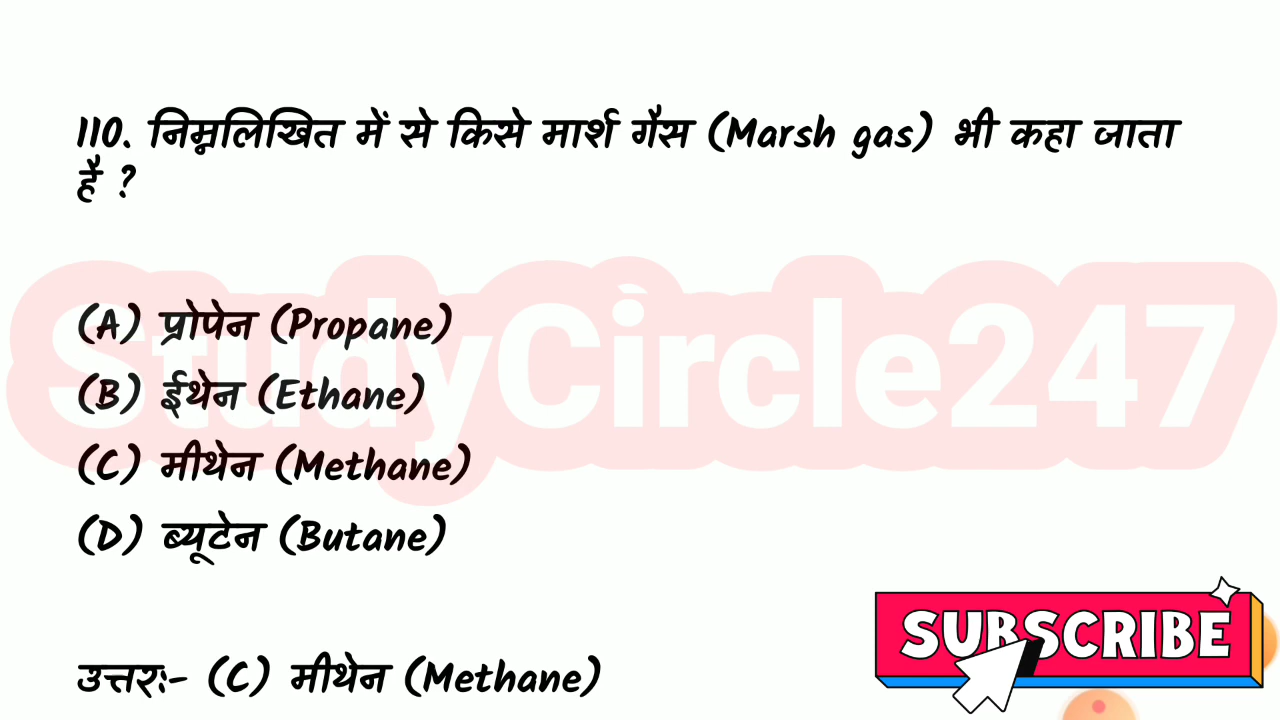 110. निम्नलिखित में से किसे मार्श गैस (Marsh gas) भी कहा जाता
है ?
StudyCircle247
(A) प्रोपेन (Propane)
(B) ईथेन (Ethane)
(C) मीथेन (Methane)
(D) ब्यूटेन (Butane)
उत्तरः- (C) मीथेन (Methane)
SUBSCRIBE